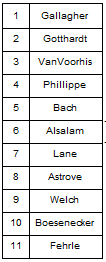 1 Gallagher
2 Gotthardt
3 VanVoorhis
4 Phillippe
5 Bach
6 Alsalam
7 Lane
8 Astrove
9 Welch
10 Boesenecker
11 Fehrle